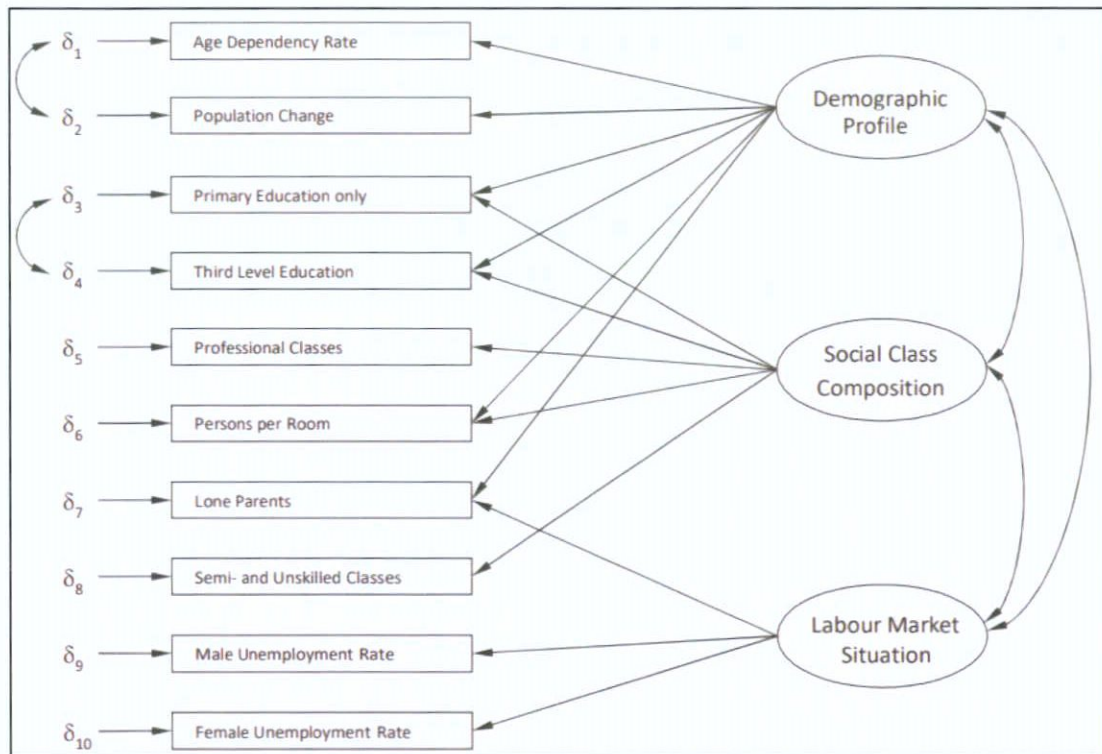 δ1 Age Dependency Rate
δ2 Population Change
δ3 Primary Education only
δ4 Third Level Education
δ5 Professional Classes
δ6 Persons per Room
δ7 Lone Parents
δ8 Semi- and Unskilled Classes
δ9 Male Unemployment Rate
δ10 Female Unemployment Rate
Demographic
Profile
Social Class
Composition
Labour Market
Situation